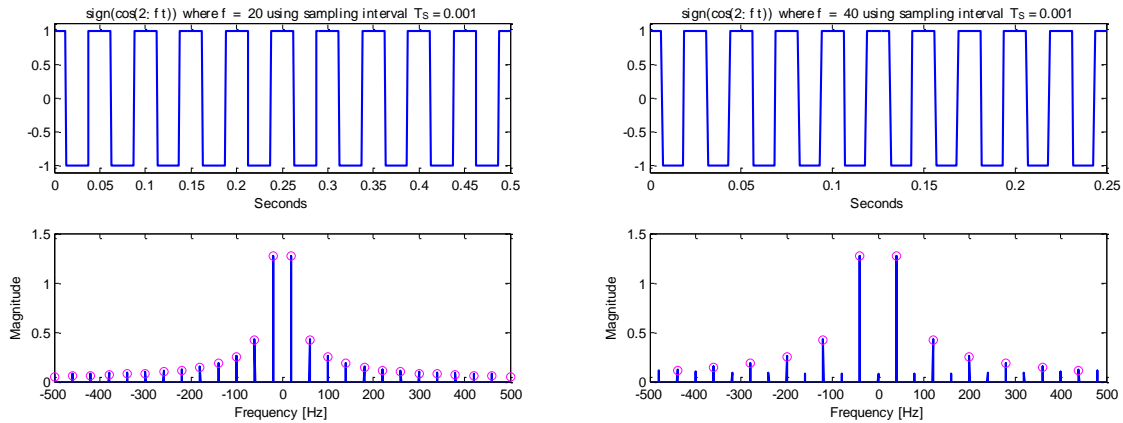 sign(cos(2: f t)) where f = 20 using sampling interval TS = 0.001
1
0.5
0
-0.5
-1
0 0.05 0.1 0.15 0.2 0.25 0.3 0.35 0.4 0.45 0.5
Seconds
1.5
1
0.5
0
Magnitude
-500 -400 -300 -200 -100 0 100 200 300 400 500
Frequency [Hz]
sign(cos(2: f t)) where f = 40 using sampling interval TS = 0.001
1
0.5
0
-0.5
-1
0 0.05 0.1 0.15 0.2 0.25
Seconds
1.5
1
0.5
0
Magnitude
-500 -400 -300 -200 -100 0 100 200 300 400 500
Frequency [Hz]